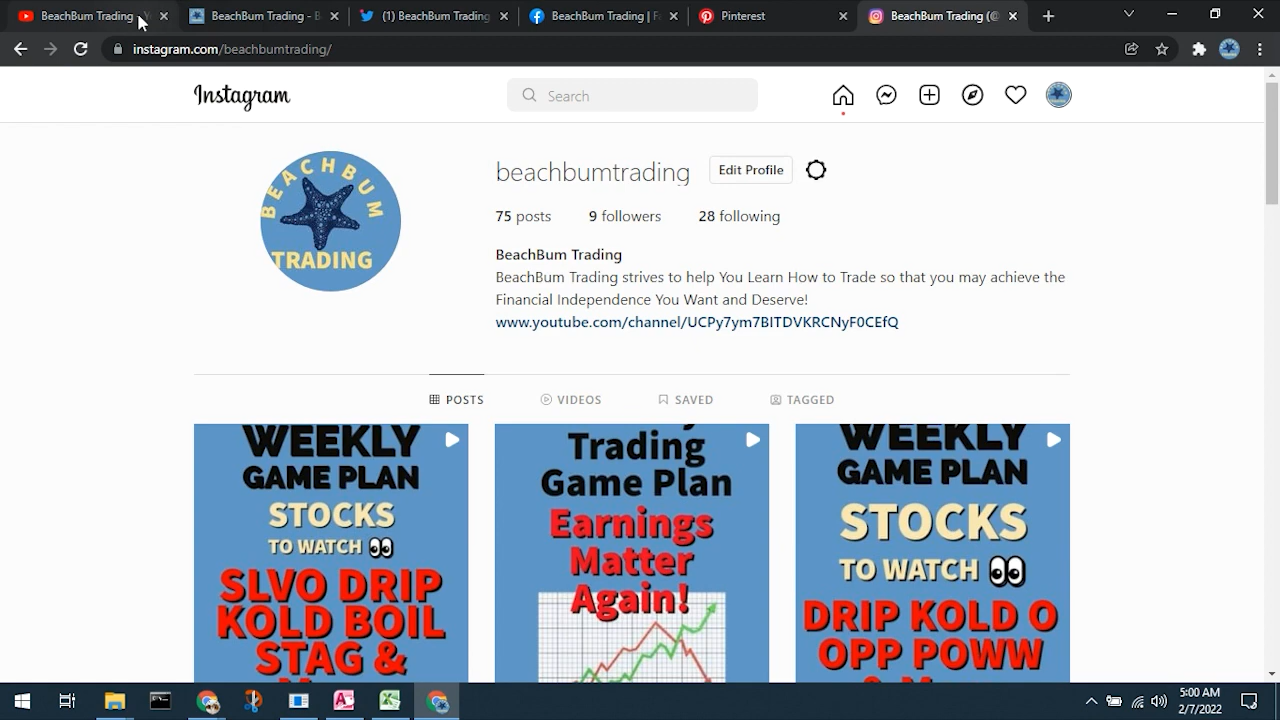 BeachBum Trading - Y
BeachBum Trading - B
(1) BeachBum Trading
BeachBum Trading | Fa
Pinterest
BeachBum Trading (@
instagram.com/beachbumtrading/
Instagram
Search
beachbumtrading
Edit Profile
75 posts
9 followers
28 following
BeachBum Trading
BeachBum Trading strives to help You Learn How to Trade so that you may achieve the
Financial Independence You Want and Deserve!
www.youtube.com/channel/UCPy7ym7BITDVKRCNyF0CEfQ
BEACHBUM
TRADING
POSTS
VIDEOS
SAVED
TAGGED
WEEKLY
GAME PLAN
STOCKS
TO WATCH 👀
SLVO DRIP
KOLD BOIL
STAG &
Trading
Game Plan
Earnings
Matter
Again!
WEEKLY
GAME PLAN
STOCKS
TO WATCH 👀
DRIP KOLD O
OPP POWW
5:00 AM
2/7/2022